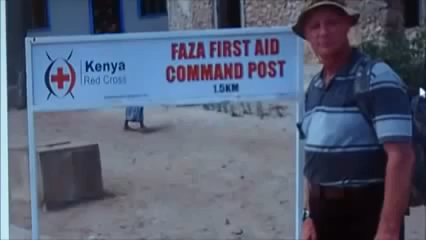 Kenya
Red Cross
FAZA FIRST AID
COMMAND POST
1.5KM